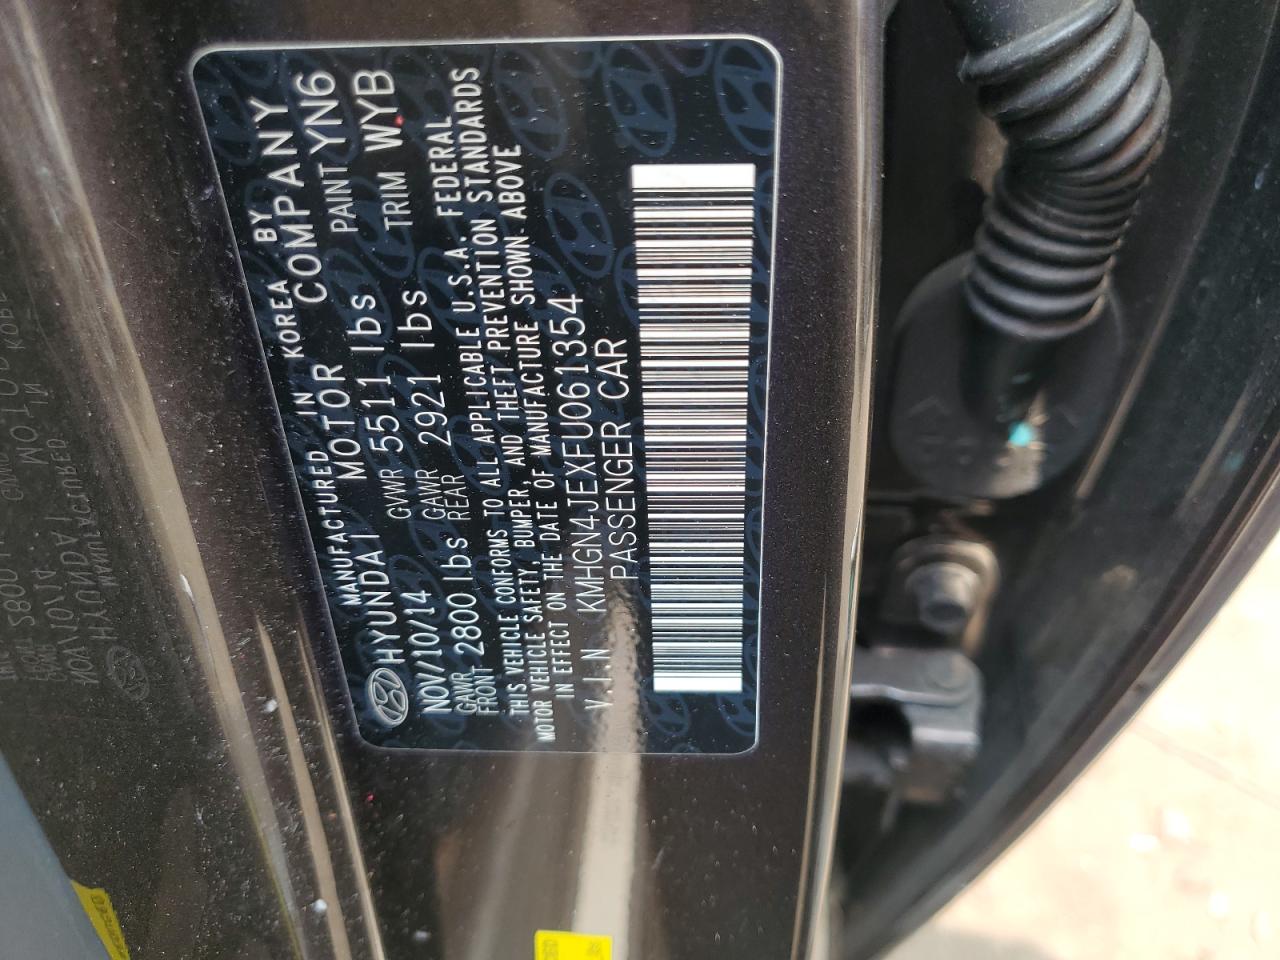 MANUFACTURED IN KOREA BY
HYUNDAI MOTOR COMPANY
NOV/10/14 GVWR 5511 lbs PAINT YN6
GAWR FRONT 2800 lbs GAWR REAR 2921 lbs TRIM WYB
THIS VEHICLE CONFORMS TO ALL APPLICABLE U.S.A. FEDERAL
MOTOR VEHICLE SAFETY, BUMPER, AND THEFT PREVENTION STANDARDS
IN EFFECT ON THE DATE OF MANUFACTURE SHOWN ABOVE
V.I.N KMHGN4JEXFU061354
PASSENGER CAR